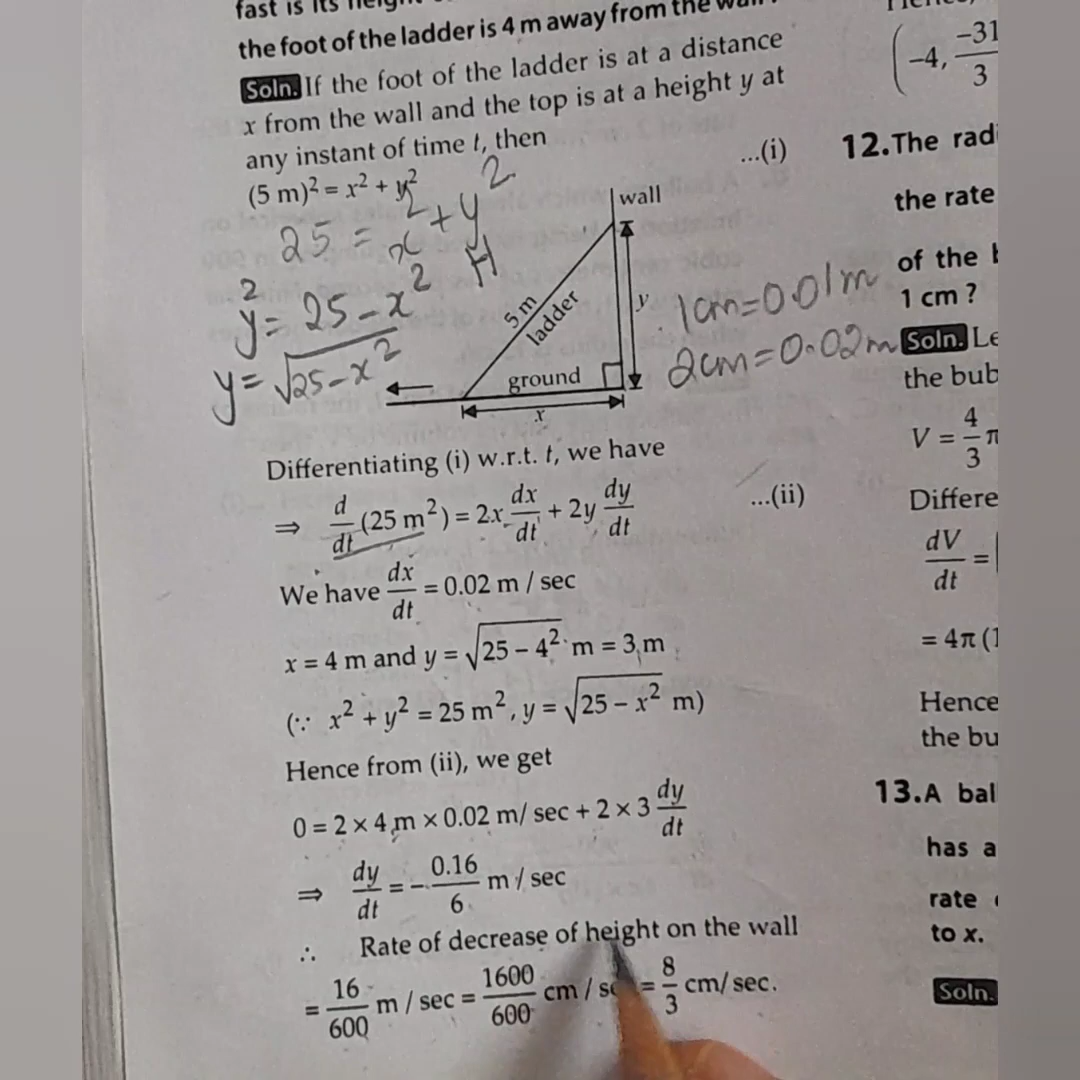 fast is its
the foot of the ladder is 4 m away from the
Soln. If the foot of the ladder is at a distance
x from the wall and the top is at a height y at
any instant of time t, then
(5 m)² = x² + y² ...(i)
25 = x² + y²
H
y² = 25 - x²
y = √25-x²
wall
5 m
ladder
y
ground
x
1cm=0.01m
2cm=0.02m
Differentiating (i) w.r.t. t, we have
⇒ d/dt (25 m²) = 2x dx/dt + 2y dy/dt ...(ii)
We have dx/dt = 0.02 m / sec
x = 4 m and y = √25 – 4² m = 3 m
(∵ x² + y² = 25 m², y = √25 – x² m)
Hence from (ii), we get
0 = 2 × 4 m × 0.02 m/ sec + 2 × 3 dy/dt
⇒ dy/dt = – 0.16/6 m / sec
∴ Rate of decrease of height on the wall
= 16/600 m / sec = 1600/600 cm / = 8/3 cm/ sec.
(-4, -31/3
12.The
the rate
of the
1 cm ?
Soln.
the
V = 4/3 π
dV/dt =
= 4π (1
Hence
the
13.A
has a
rate
to x.
Soln.